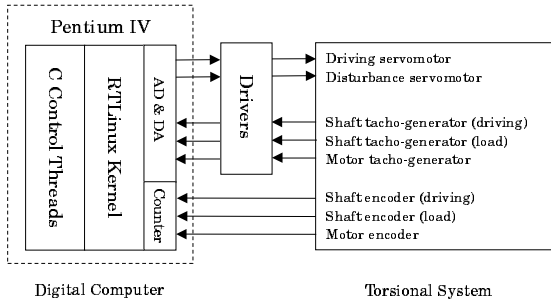 Pentium IV
C Control Threads
RTLinux Kernel
AD & DA
Counter
Drivers
Driving servomotor
Disturbance servomotor
Shaft tacho-generator (driving)
Shaft tacho-generator (load)
Motor tacho-generator
Shaft encoder (driving)
Shaft encoder (load)
Motor encoder
Digital Computer
Torsional System